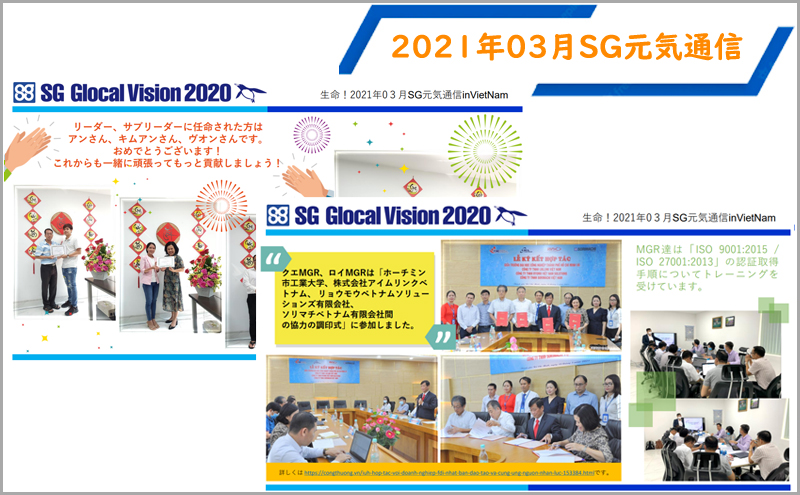 2021年03月SG元気通信
SG Glocal Vision 2020
生命！2021年0３月SG元気通信inVietNam
リーダー、サブリーダーに任命された方は
アンさん、キムアンさん、ヴオンさんです。
おめでとうございます！
これからも一緒に頑張ってもっと貢献しましょう！
SG Glocal Vision 2020
生命！2021年0３月SG元気通信inVietNam
クエMGR、ロイMGRは「ホーチミン
市工業大学、株式会社アイムリンクベ
トナム、リョウモウベトナムソリュー
ションズ有限会社、
ソリマチベトナム有限会社間
の協力の調印式」に参加しました。
LỄ KÝ KẾT HỢP TÁC
MGR達は「ISO 9001:2015 /
ISO 27001:2013」の認証取得
手順についてトレーニングを
受けています。
LỄ KÝ KẾT HỢP TÁC
詳しくは https://congthuong.vn/iuh-hop-tac-voi-doanh-nghiep-fdi-nhat-ban-dao-tao-va-cung-ung-nguon-nhan-luc-153384.htmlです。